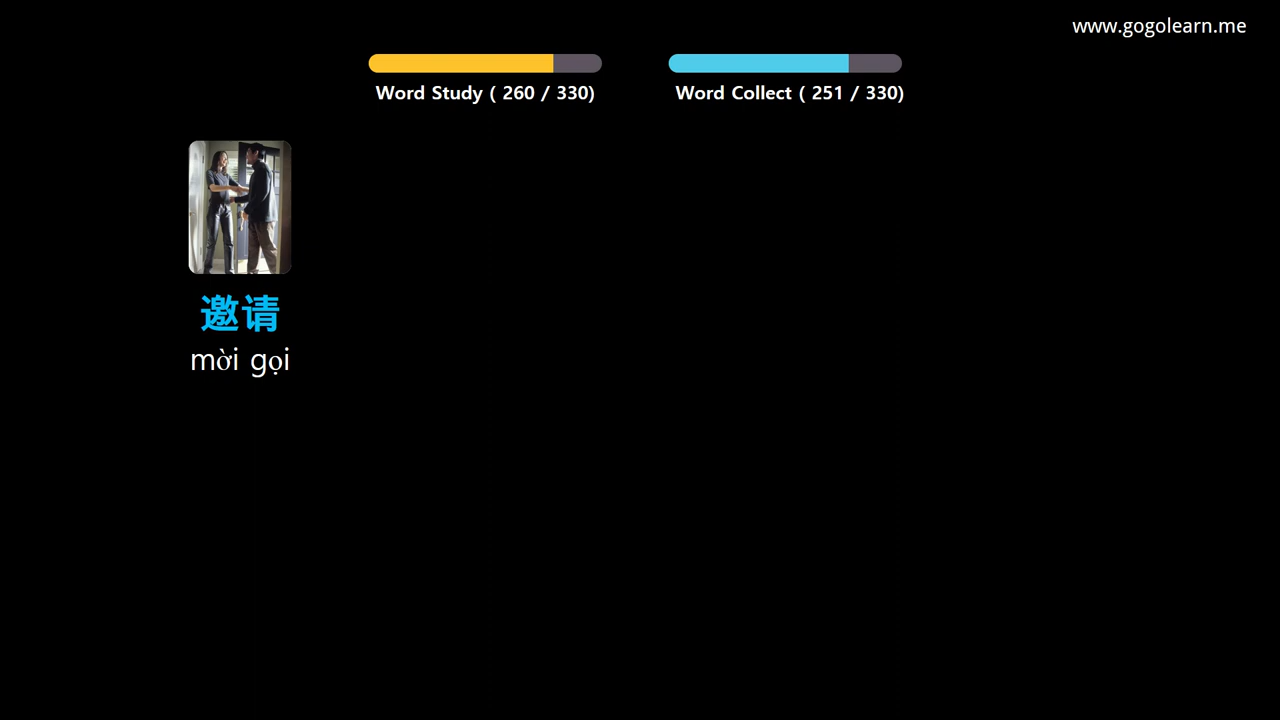 www.gogolearn.me
Word Study ( 260 / 330)
Word Collect ( 251 / 330)
邀请
mời gọi